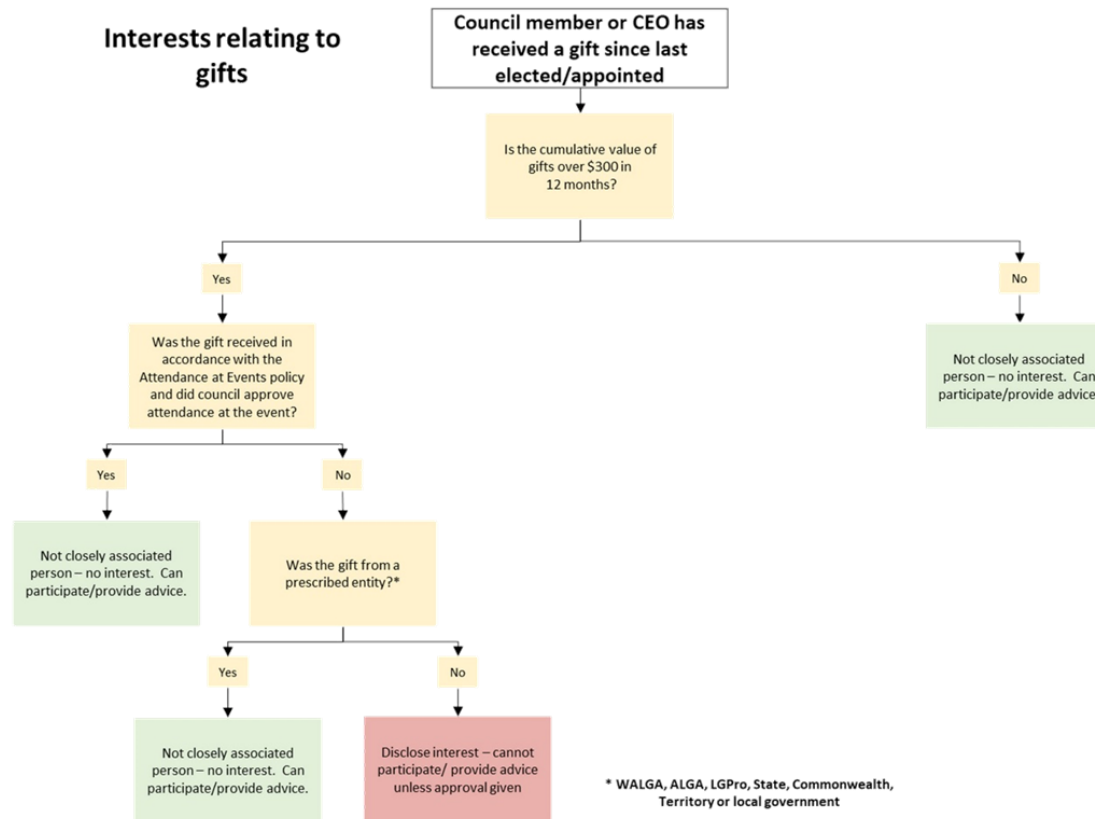 Interests relating to
gifts
Council member or CEO has
received a gift since last
elected/appointed
Is the cumulative value of
gifts over $300 in
12 months?
Yes
No
Was the gift received in
accordance with the
Attendance at Events policy
and did council approve
attendance at the event?
Not closely associated
person – no interest. Can
participate/provide advice
Yes
No
Not closely associated
person – no interest. Can
participate/provide advice.
Was the gift from a
prescribed entity?*
Yes
No
Not closely associated
person – no interest. Can
participate/provide advice.
Disclose interest – cannot
participate/ provide advice
unless approval given
* WALGA, ALGA, LGPro, State, Commonwealth,
Territory or local government